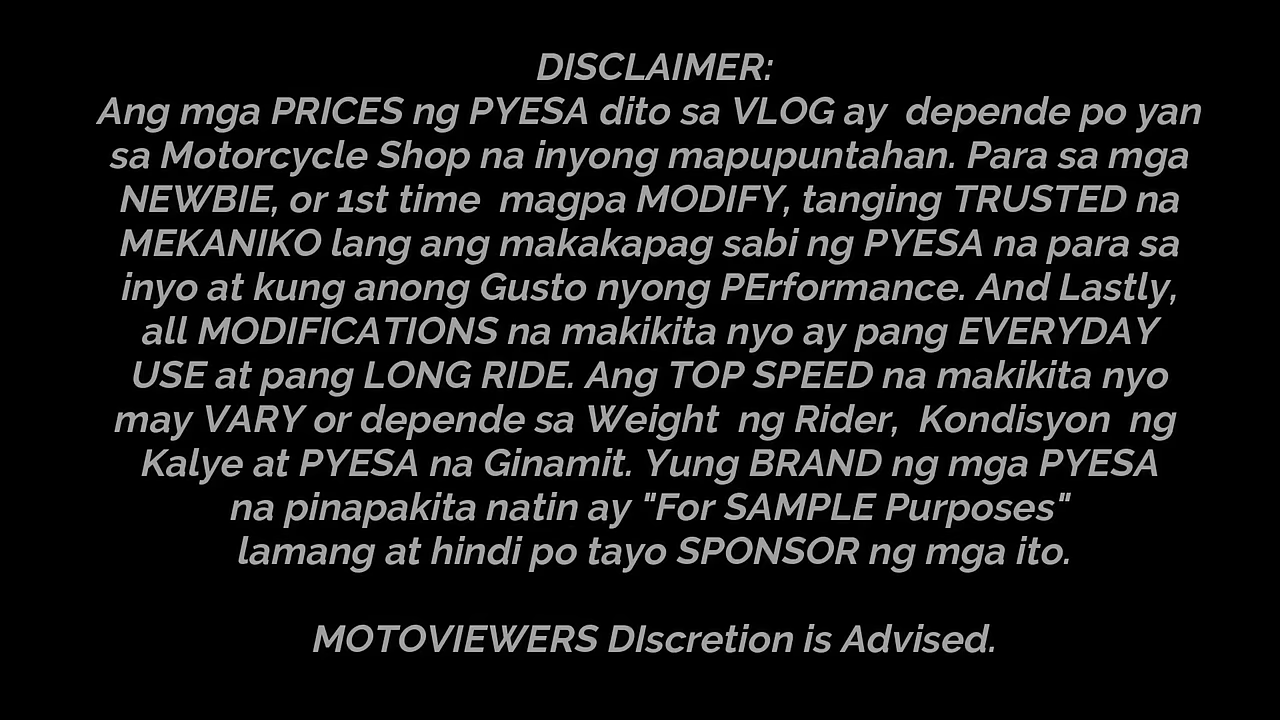 DISCLAIMER:
Ang mga PRICES ng PYESA dito sa VLOG ay depende po yan
sa Motorcycle Shop na inyong mapupuntahan. Para sa mga
NEWBIE, or 1st time magpa MODIFY, tanging TRUSTED na
MEKANIKO lang ang makakapag sabi ng PYESA na para sa
inyo at kung anong Gusto nyong PErformance. And Lastly,
all MODIFICATIONS na makikita nyo ay pang EVERYDAY
USE at pang LONG RIDE. Ang TOP SPEED na makikita nyo
may VARY or depende sa Weight ng Rider, Kondisyon ng
Kalye at PYESA na Ginamit. Yung BRAND ng mga PYESA
na pinapakita natin ay "For SAMPLE Purposes"
lamang at hindi po tayo SPONSOR ng mga ito.
MOTOVIEWERS DIscretion is Advised.